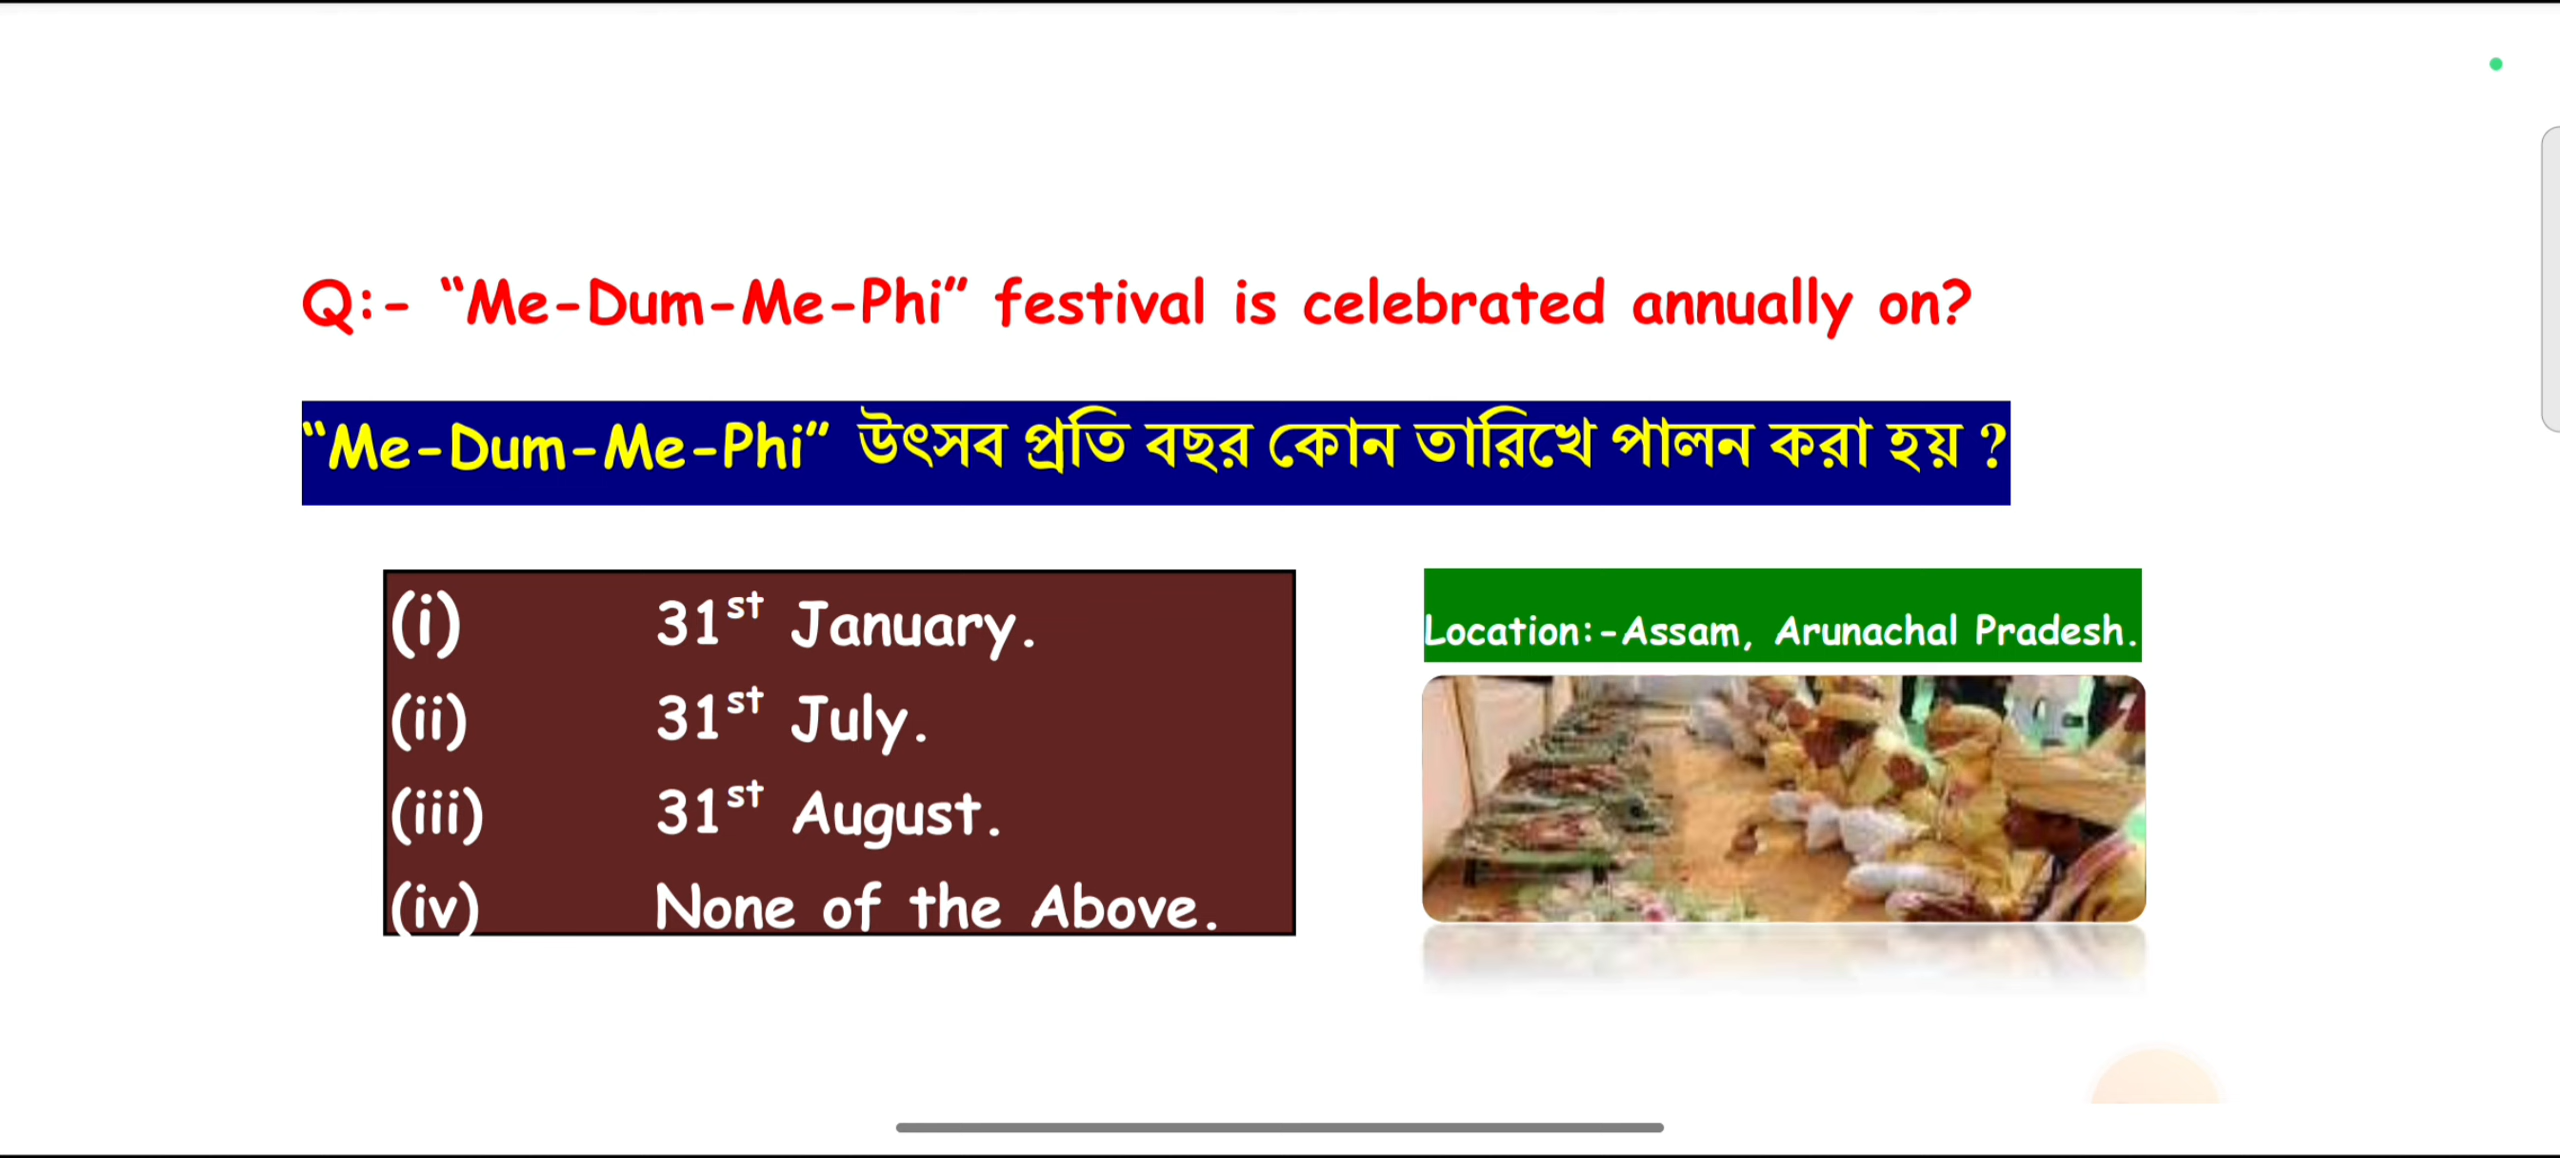 Q:- “Me-Dum-Me-Phi” festival is celebrated annually on?
“Me-Dum-Me-Phi” উৎসব প্রতি বছর কোন তারিখে পালন করা হয় ?
(i) 31st January.
(ii) 31st July.
(iii) 31st August.
(iv) None of the Above.
Location:-Assam, Arunachal Pradesh.